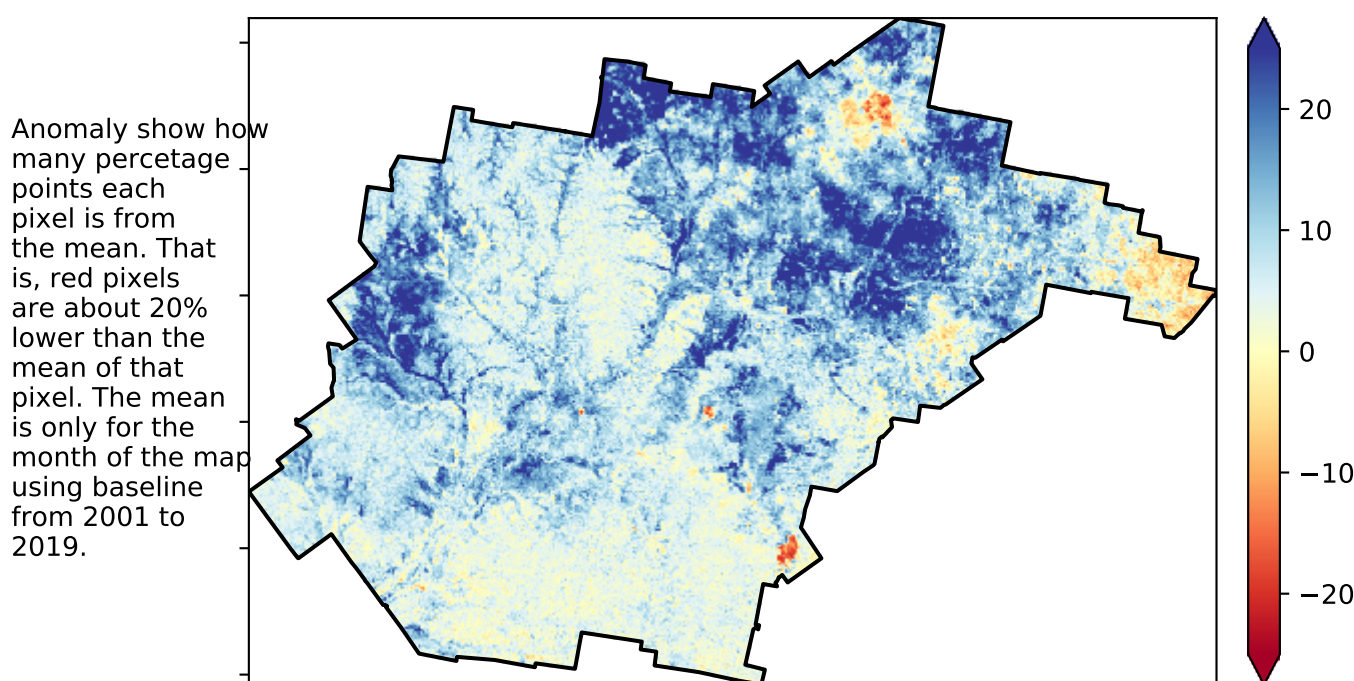 Anomaly show how
many percetage
points each
pixel is from
the mean. That
is, red pixels
are about 20%
lower than the
mean of that
pixel. The mean
is only for the
month of the map
using baseline
from 2001 to
2019.
20
10
0
−10
−20